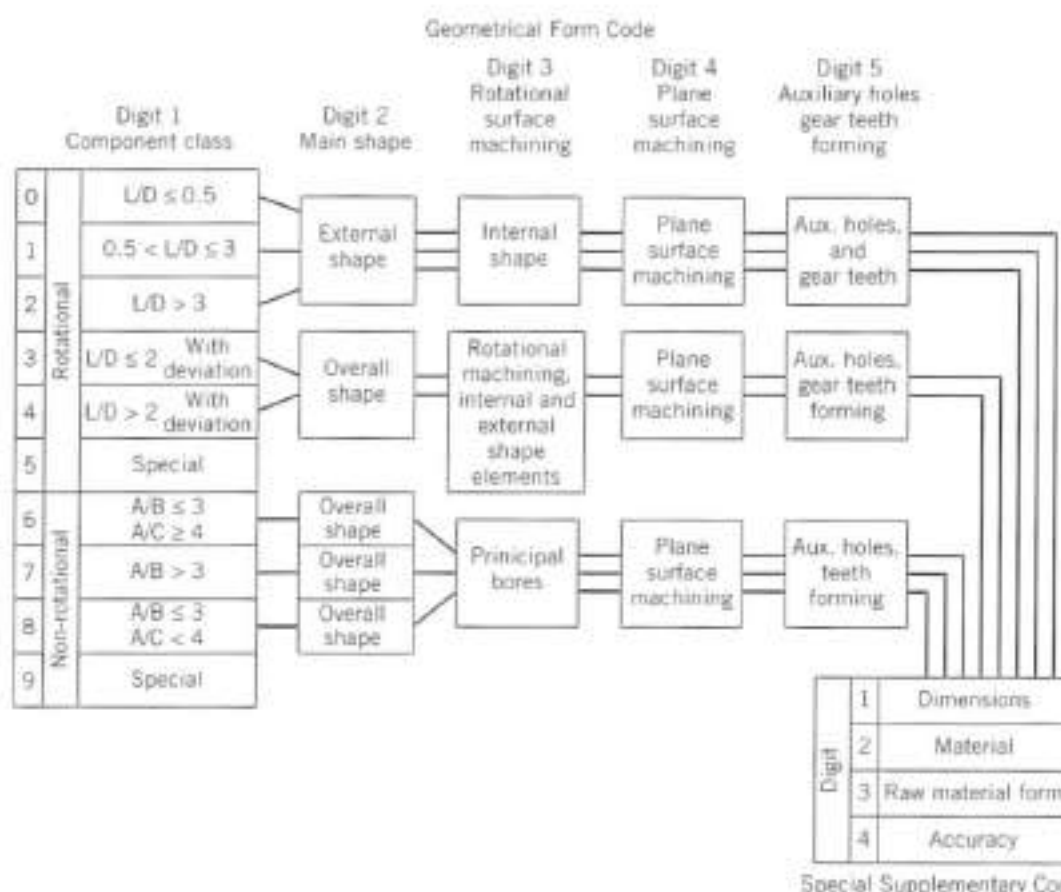 Geometrical Form Code
Digit 1
Component class
Digit 2
Main shape
Digit 3
Rotational
surface
machining
Digit 4
Plane
surface
machining
Digit 5
Auxiliary holes
gear teeth
forming
Rotational
0 L/D ≤ 0.5
1 0.5 < L/D ≤ 3
2 L/D > 3
3 L/D ≤ 2 With
deviation
4 L/D > 2 With
deviation
5 Special
Non-rotational
6 A/B ≤ 3
A/C ≥ 4
7 A/B > 3
8 A/B ≤ 3
A/C < 4
9 Special
External
shape
Internal
shape
Plane
surface
machining
Aux. holes,
and
gear teeth
Overall
shape
Rotational
machining,
internal and
external
shape
elements
Plane
surface
machining
Aux. holes,
gear teeth
forming
Overall
shape
Overall
shape
Overall
shape
Prinicipal
bores
Plane
surface
machining
Aux. holes,
teeth
forming
Digit
1 Dimensions
2 Material
3 Raw material form
4 Accuracy
Special Supplementary